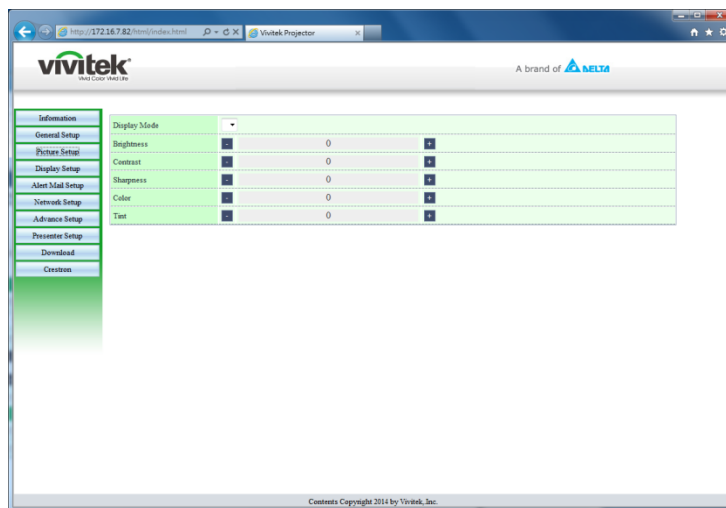 http://172.16.7.82/html/index.html
Vivitek Projector
vivitek
Vivid Color Vivid Life
A brand of DELTA
Information
General Setup
Picture Setup
Display Setup
Alert Mail Setup
Network Setup
Advance Setup
Presenter Setup
Download
Crestron
Display Mode
Brightness - 0 +
Contrast - 0 +
Sharpness - 0 +
Color - 0 +
Tint - 0 +
Contents Copyright 2014 by Vivitek, Inc.